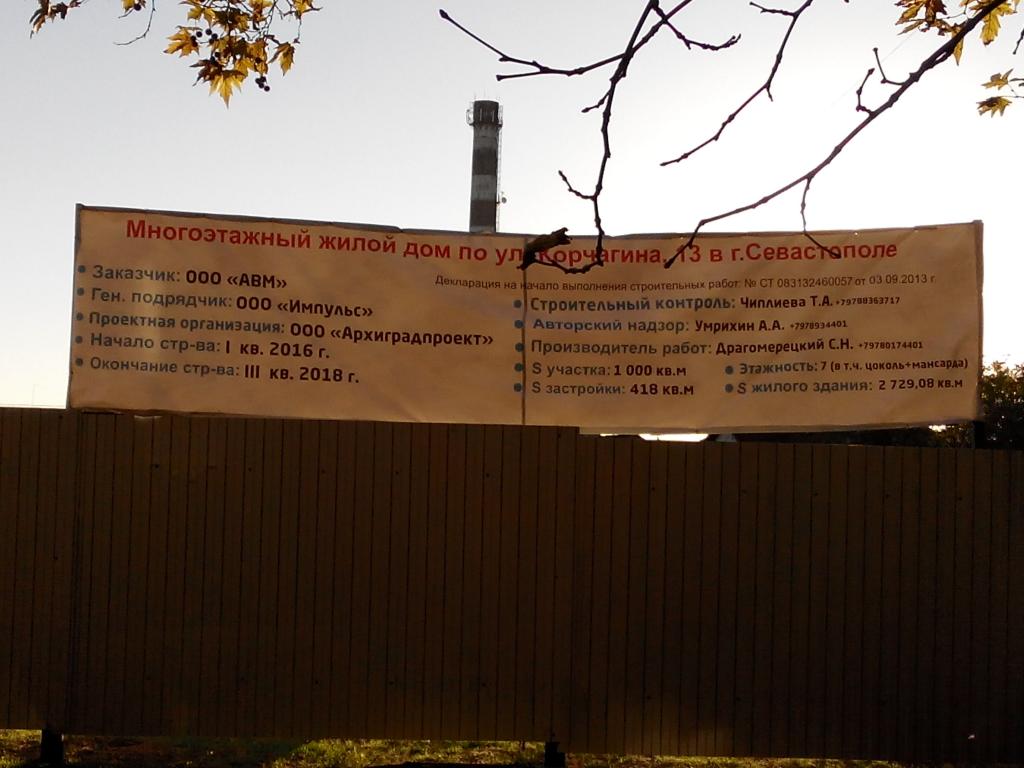 Многоэтажный жилой дом по ул. Корчагина, 13 в г.Севастополе
Декларация на начало выполнения строительных работ: № СТ 083132460057 от 03.09.2013 г.
• Заказчик: ООО «АВМ»
• Ген. подрядчик: ООО «Импульс»
• Проектная организация: ООО «Архиградпроект»
• Начало стр-ва: I кв. 2016 г.
• Окончание стр-ва: III кв. 2018 г.
• Строительный контроль: Чиплиева Т.А. +79788363717
• Авторский надзор: Умрихин А.А. +7978934401
• Производитель работ: Драгомерецкий С.Н. +79780174401
• S участка: 1 000 кв.м • Этажность: 7 (в т.ч. цоколь+мансарда)
• S застройки: 418 кв.м • S жилого здания: 2 729,08 кв.м